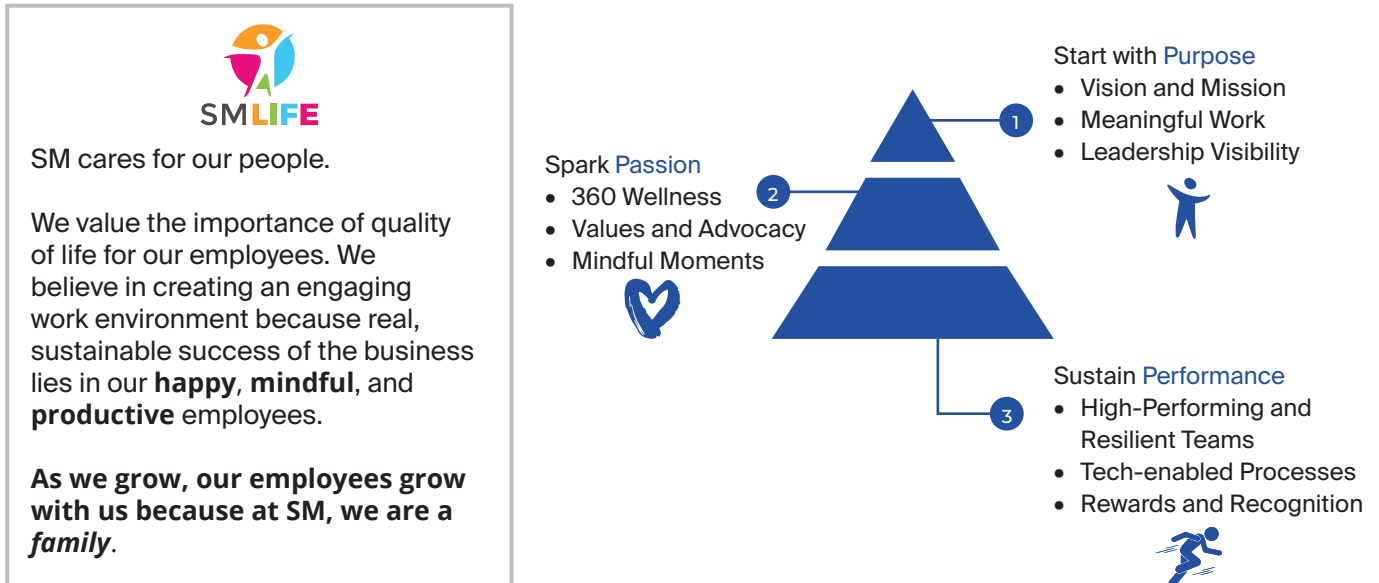 SMLIFE
SM cares for our people.
We value the importance of quality
of life for our employees. We
believe in creating an engaging
work environment because real,
sustainable success of the business
lies in our happy, mindful, and
productive employees.
As we grow, our employees grow
with us because at SM, we are a
family.
Start with Purpose
• Vision and Mission
• Meaningful Work
• Leadership Visibility
1
Spark Passion
• 360 Wellness
• Values and Advocacy
• Mindful Moments
2
Sustain Performance
• High-Performing and
Resilient Teams
• Tech-enabled Processes
• Rewards and Recognition
3